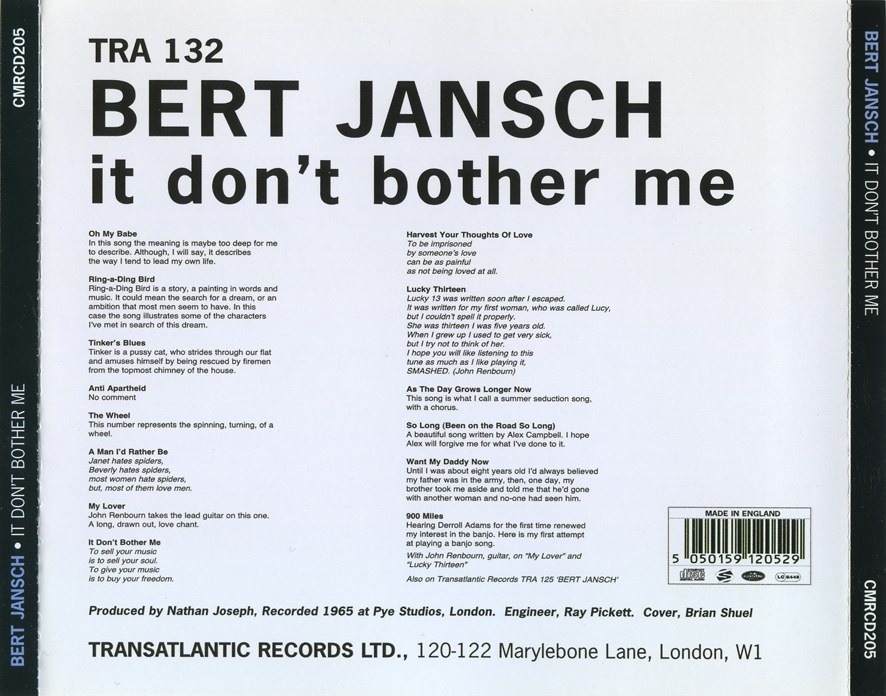 CMRCD205
BERT JANSCH • IT DON'T BOTHER ME
TRA 132
BERT JANSCH
it don't bother me
Oh My Babe
In this song the meaning is maybe too deep for me
to describe. Although, I will say, it describes
the way I tend to lead my own life.
Ring-a-Ding Bird
Ring-a-Ding Bird is a story, a painting in words and
music. It could mean the search for a dream, or an
ambition that most men seem to have. In this
case the song illustrates some of the characters
I've met in search of this dream.
Tinker's Blues
Tinker is a pussy cat, who strides through our flat
and amuses himself by being rescued by firemen
from the topmost chimney of the house.
Anti Apartheid
No comment
The Wheel
This number represents the spinning, turning, of a
wheel.
A Man I'd Rather Be
Janet hates spiders,
Beverly hates spiders,
most women hate spiders,
but, most of them love men.
My Lover
John Renbourn takes the lead guitar on this one.
A long, drawn out, love chant.
It Don't Bother Me
To sell your music
is to sell your soul.
To give your music
is to buy your freedom.
Harvest Your Thoughts Of Love
To be imprisoned
by someone's love
can be as painful
as not being loved at all.
Lucky Thirteen
Lucky 13 was written soon after I escaped.
It was written for my first woman, who was called Lucy,
but I couldn't spell it properly.
She was thirteen I was five years old.
When I grew up I used to get very sick,
but I try not to think of her.
I hope you will like listening to this
tune as much as I like playing it,
SMASHED. (John Renbourn)
As The Day Grows Longer Now
This song is what I call a summer seduction song,
with a chorus.
So Long (Been on the Road So Long)
A beautiful song written by Alex Campbell. I hope
Alex will forgive me for what I've done to it.
Want My Daddy Now
Until I was about eight years old I'd always believed
my father was in the army, then, one day, my
brother took me aside and told me that he'd gone
with another woman and no-one had seen him.
900 Miles
Hearing Derroll Adams for the first time renewed
my interest in the banjo. Here is my first attempt
at playing a banjo song.
With John Renbourn, guitar, on "My Lover" and
"Lucky Thirteen"
Also on Transatlantic Records TRA 125 'BERT JANSCH'
MADE IN ENGLAND
5 050159 120529
LC 6448
Produced by Nathan Joseph, Recorded 1965 at Pye Studios, London. Engineer, Ray Pickett. Cover, Brian Shuel
TRANSATLANTIC RECORDS LTD., 120-122 Marylebone Lane, London, W1
BERT JANSCH • IT DON'T BOTHER ME
CMRCD205